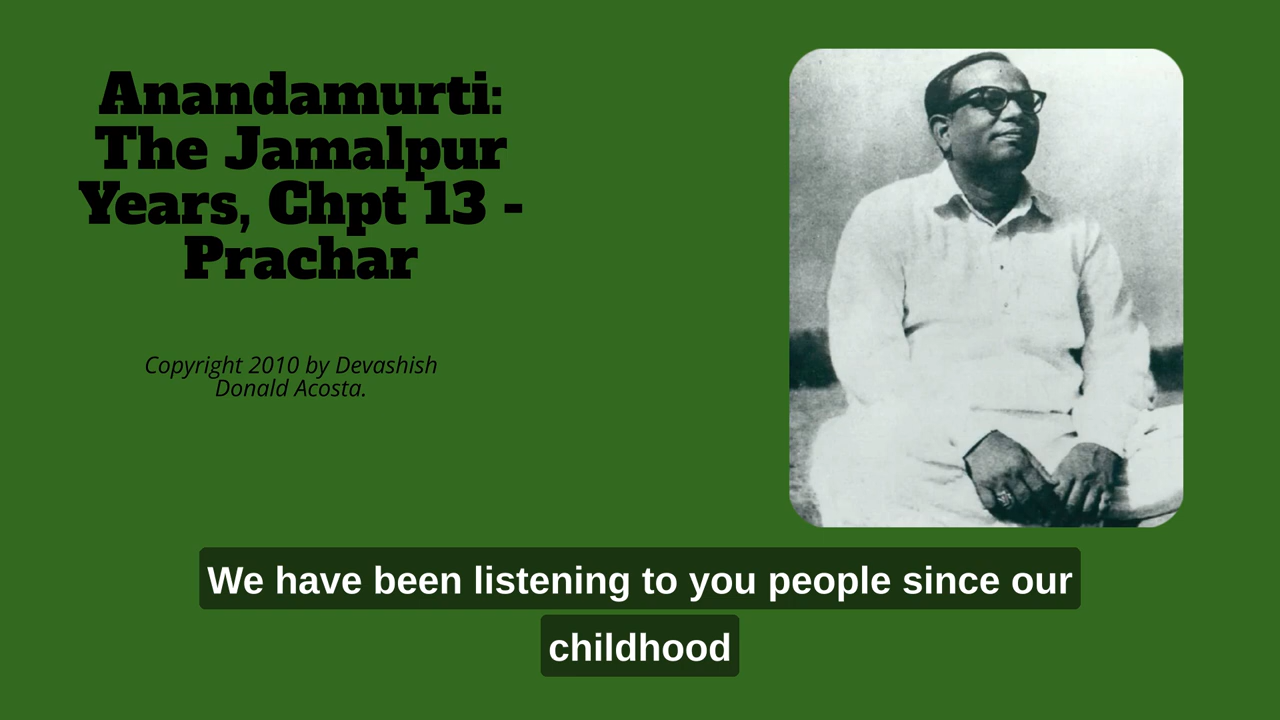 Anandamurti:
The Jamalpur
Years, Chpt 13 -
Prachar
Copyright 2010 by Devashish
Donald Acosta.
We have been listening to you people since our
childhood